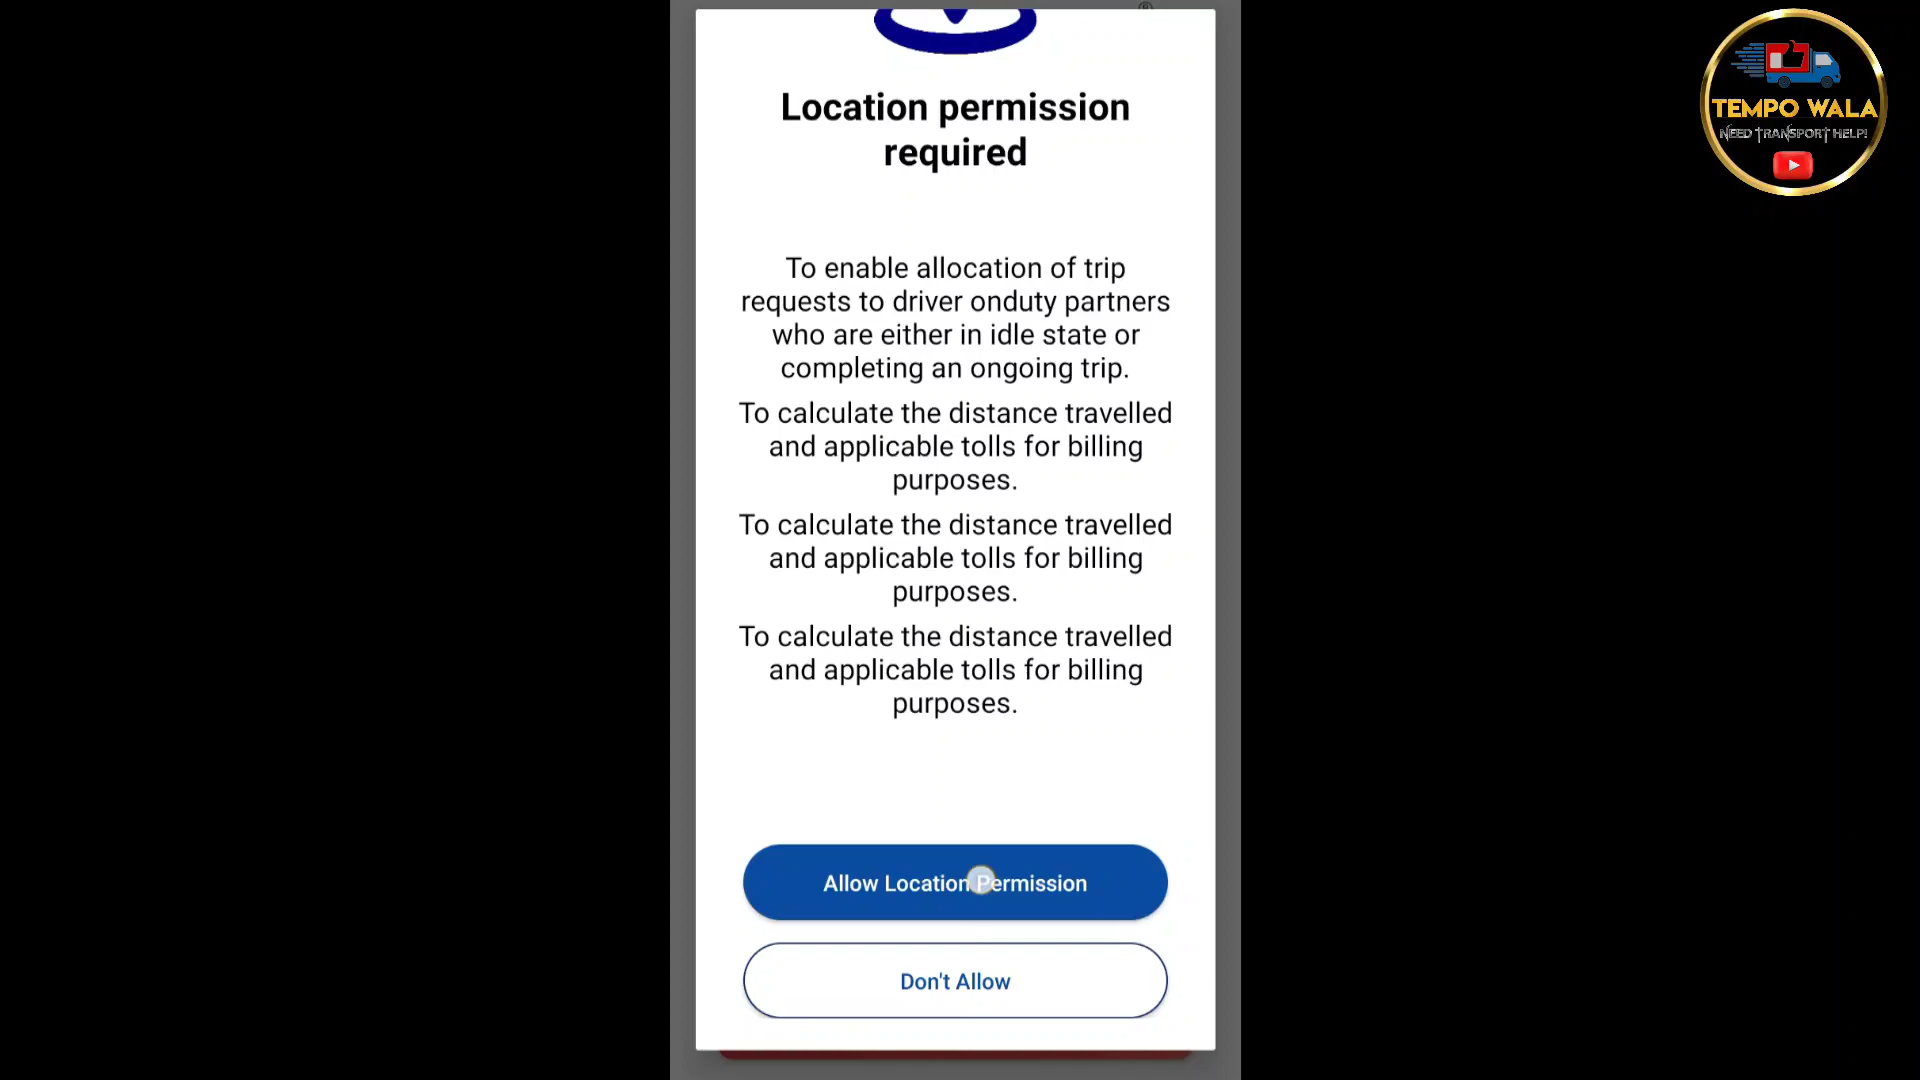 Location permission
required
To enable allocation of trip
requests to driver onduty partners
who are either in idle state or
completing an ongoing trip.
To calculate the distance travelled
and applicable tolls for billing
purposes.
To calculate the distance travelled
and applicable tolls for billing
purposes.
To calculate the distance travelled
and applicable tolls for billing
purposes.
Allow Location Permission
Don't Allow
TEMPO WALA
NEED TRANSPORT HELP!